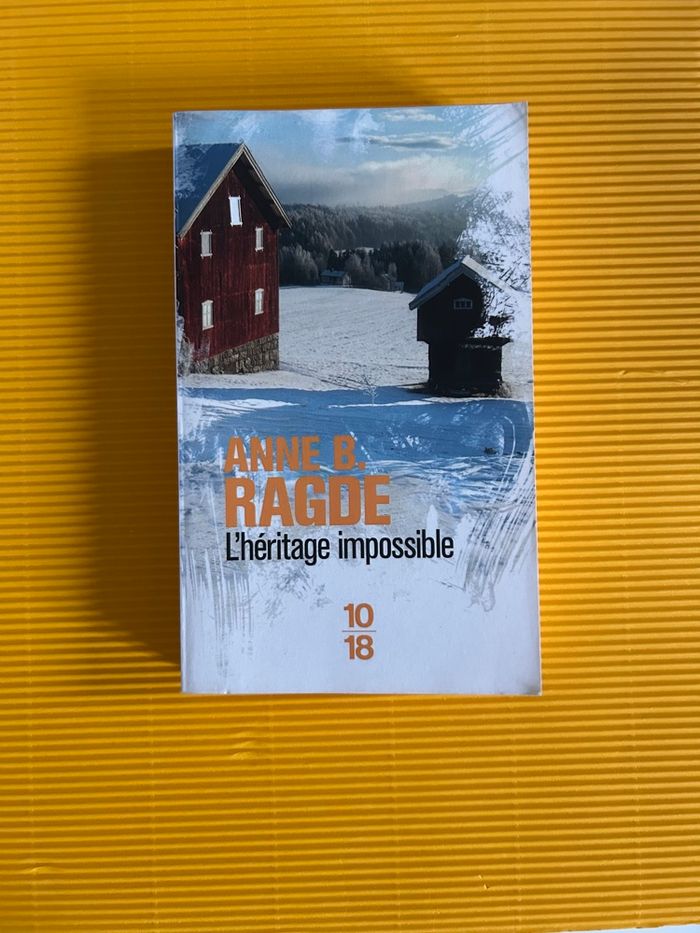 ANNE B.
RAGDE
L'héritage impossible
10
18